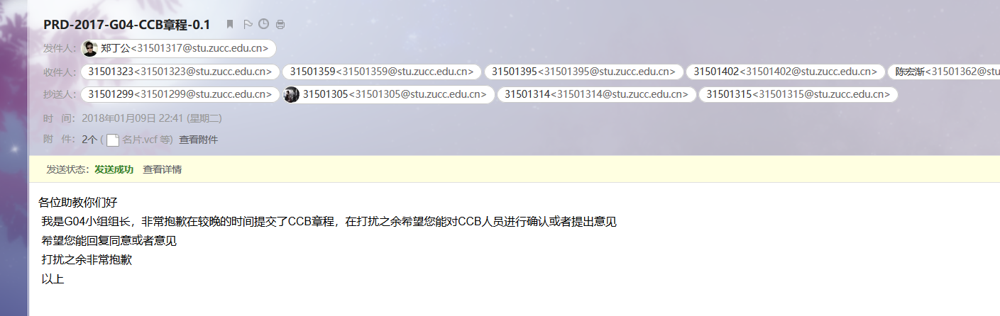 PRD-2017-G04-CCB章程-0.1
发件人: 郑丁公<31501317@stu.zucc.edu.cn>
收件人: 31501323<31501323@stu.zucc.edu.cn> 31501359<31501359@stu.zucc.edu.cn> 31501395<31501395@stu.zucc.edu.cn> 31501402<31501402@stu.zucc.edu.cn> 陈宏渐<31501362@stu
抄送人: 31501299<31501299@stu.zucc.edu.cn> 31501305<31501305@stu.zucc.edu.cn> 31501314<31501314@stu.zucc.edu.cn> 31501315<31501315@stu.zucc.edu.cn>
时 间: 2018年01月09日 22:41 (星期二)
附 件: 2个 ( 名片.vcf 等) 查看附件
发送状态: 发送成功 查看详情
各位助教你们好
我是G04小组组长，非常抱歉在较晚的时间提交了CCB章程，在打扰之余希望您能对CCB人员进行确认或者提出意见
希望您能回复同意或者意见
打扰之余非常抱歉
以上